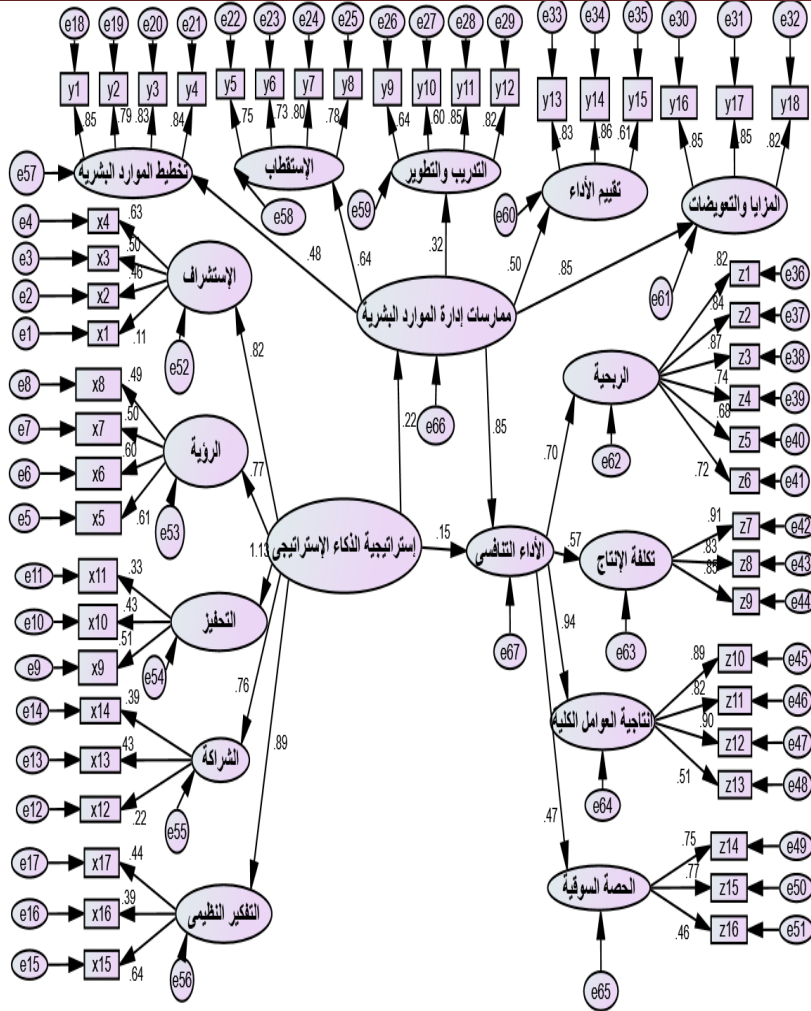 e18 e19 e20 e21 e22 e23 e24 e25 e26 e27 e28 e29 e33 e34 e35 e30 e31 e32
y1 y2 y3 y4 y5 y6 y7 y8 y9 y10 y11 y12 y13 y14 y15 y16 y17 y18
.85 .79 .83 .84 .75 .73 .80 .78 .64 .60 .85 .82 .83 .86 .61 .85 .85 .82
e57 تخطيط الموارد البشريه
الإستقطاب
التدريب والتطوير
تقييم الأداء
المزايا والتعويضات
e58 e59 e60 e61
.48 .64 .32 .50 .85
ممارسات إدارة الموارد البشرية
e66
e4 x4 .63
e3 x3 .50
e2 x2 .46
e1 x1 .11
الإستشراف
e52
.82
e8 x8 .49
e7 x7 .50
e6 x6 .60
e5 x5 .61
الرؤية
e53
.77
.22
.85
إستراتيجية الذكاء الإستراتيجى
.15
الأداء التنافسى
e67
1.13
e11 x11 .33
e10 x10 .43
e9 x9 .51
التحفيز
e54
e14 x14 .39
e13 x13 .43
e12 x12 .22
الشراكة
e55
.76
e17 x17 .44
e16 x16 .39
e15 x15 .64
التفكير النظيمى
e56
.89
الربحية
e62
.70
.82 z1 e36
.84 z2 e37
.87 z3 e38
.74 z4 e39
.68 z5 e40
.72 z6 e41
.57
تكلفة الإنتاج
e63
.91 z7 e42
.83 z8 e43
.85 z9 e44
.94
انتاجية العوامل الكلية
e64
.89 z10 e45
.82 z11 e46
.90 z12 e47
.51 z13 e48
.47
الحصة السوقية
e65
.75 z14 e49
.77 z15 e50
.46 z16 e51